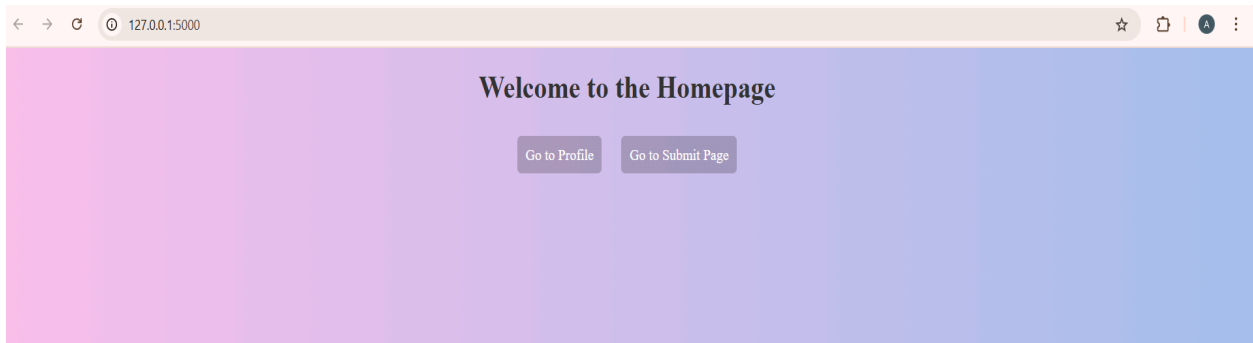 127.0.0.1:5000
A
Welcome to the Homepage
Go to Profile
Go to Submit Page